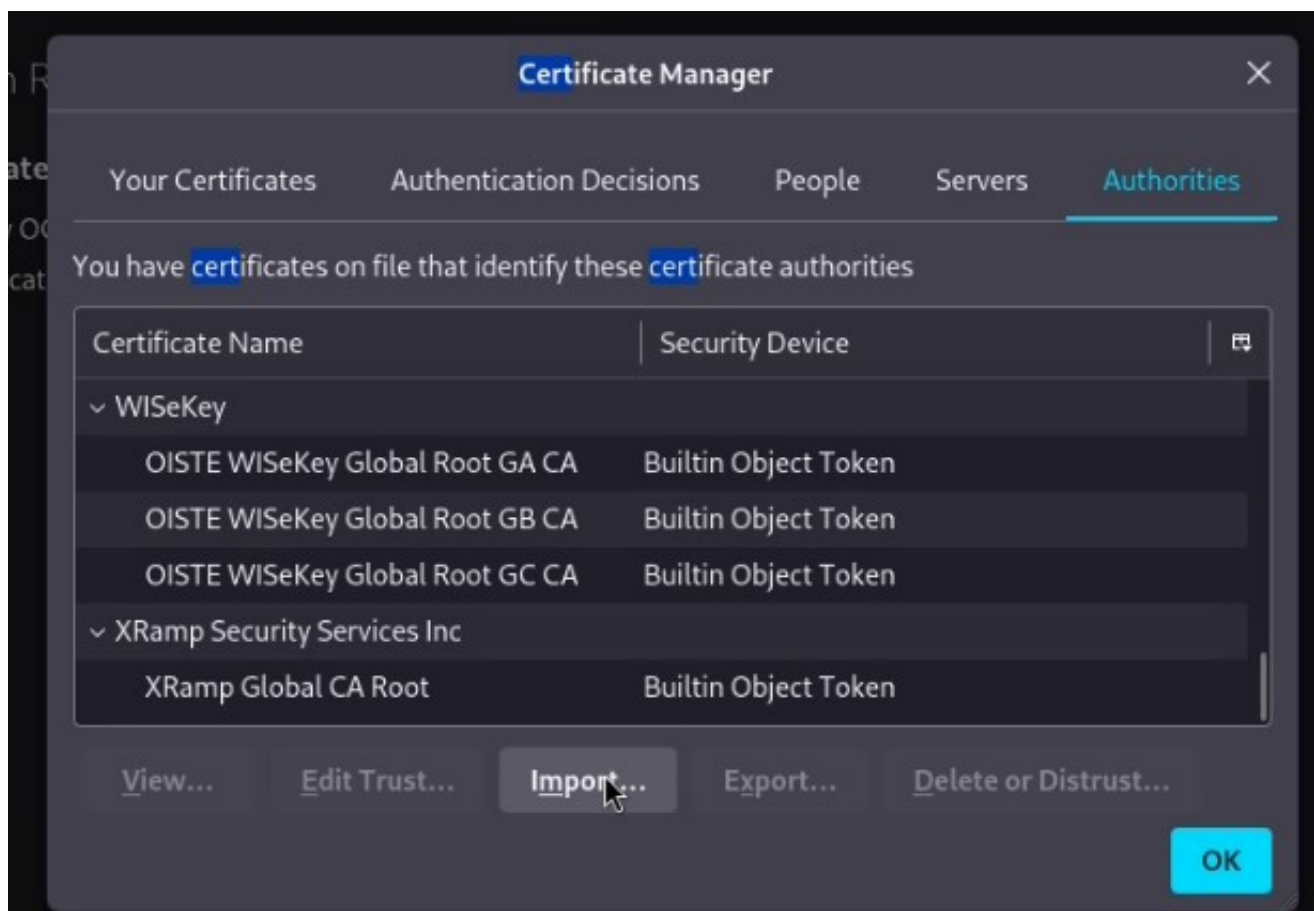 n R
Certificate Manager
ate
Your Certificates Authentication Decisions People Servers Authorities
y OC
You have certificates on file that identify these certificate authorities
cat
Certificate Name Security Device
WISeKey
OISTE WISeKey Global Root GA CA Builtin Object Token
OISTE WISeKey Global Root GB CA Builtin Object Token
OISTE WISeKey Global Root GC CA Builtin Object Token
XRamp Security Services Inc
XRamp Global CA Root Builtin Object Token
View... Edit Trust... Import... Export... Delete or Distrust...
OK